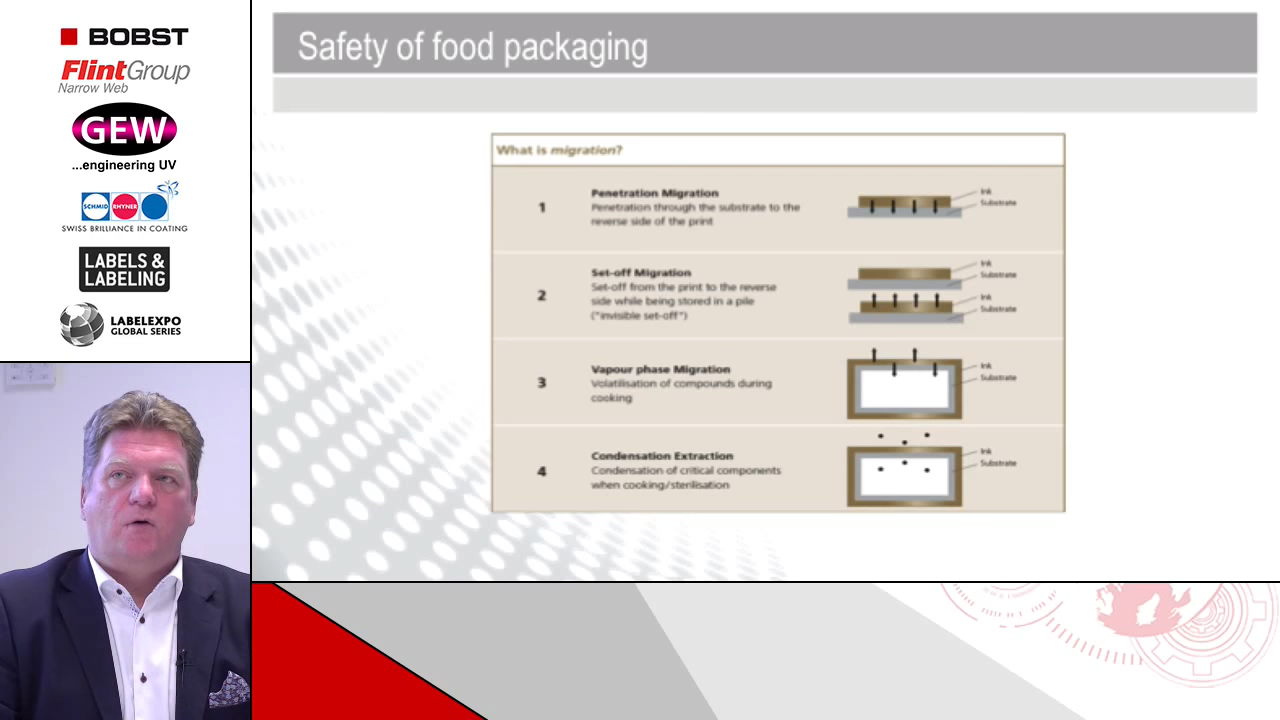 BOBST
FlintGroup
Narrow Web
GEW
...engineering UV
SCHMID
RHYNER
SWISS BRILLIANCE IN COATING
LABELS &
LABELING
LABELEXPO
GLOBAL SERIES
Safety of food packaging
What is migration?
1
Penetration Migration
Penetration through the substrate to the
reverse side of the print
Ink
Substrate
2
Set-off Migration
Set-off from the print to the reverse
side while being stored in a pile
("invisible set-off")
Ink
Substrate
Ink
Substrate
3
Vapour phase Migration
Volatilisation of compounds during
cooking
Ink
Substrate
4
Condensation Extraction
Condensation of critical components
when cooking/sterilisation
Ink
Substrate